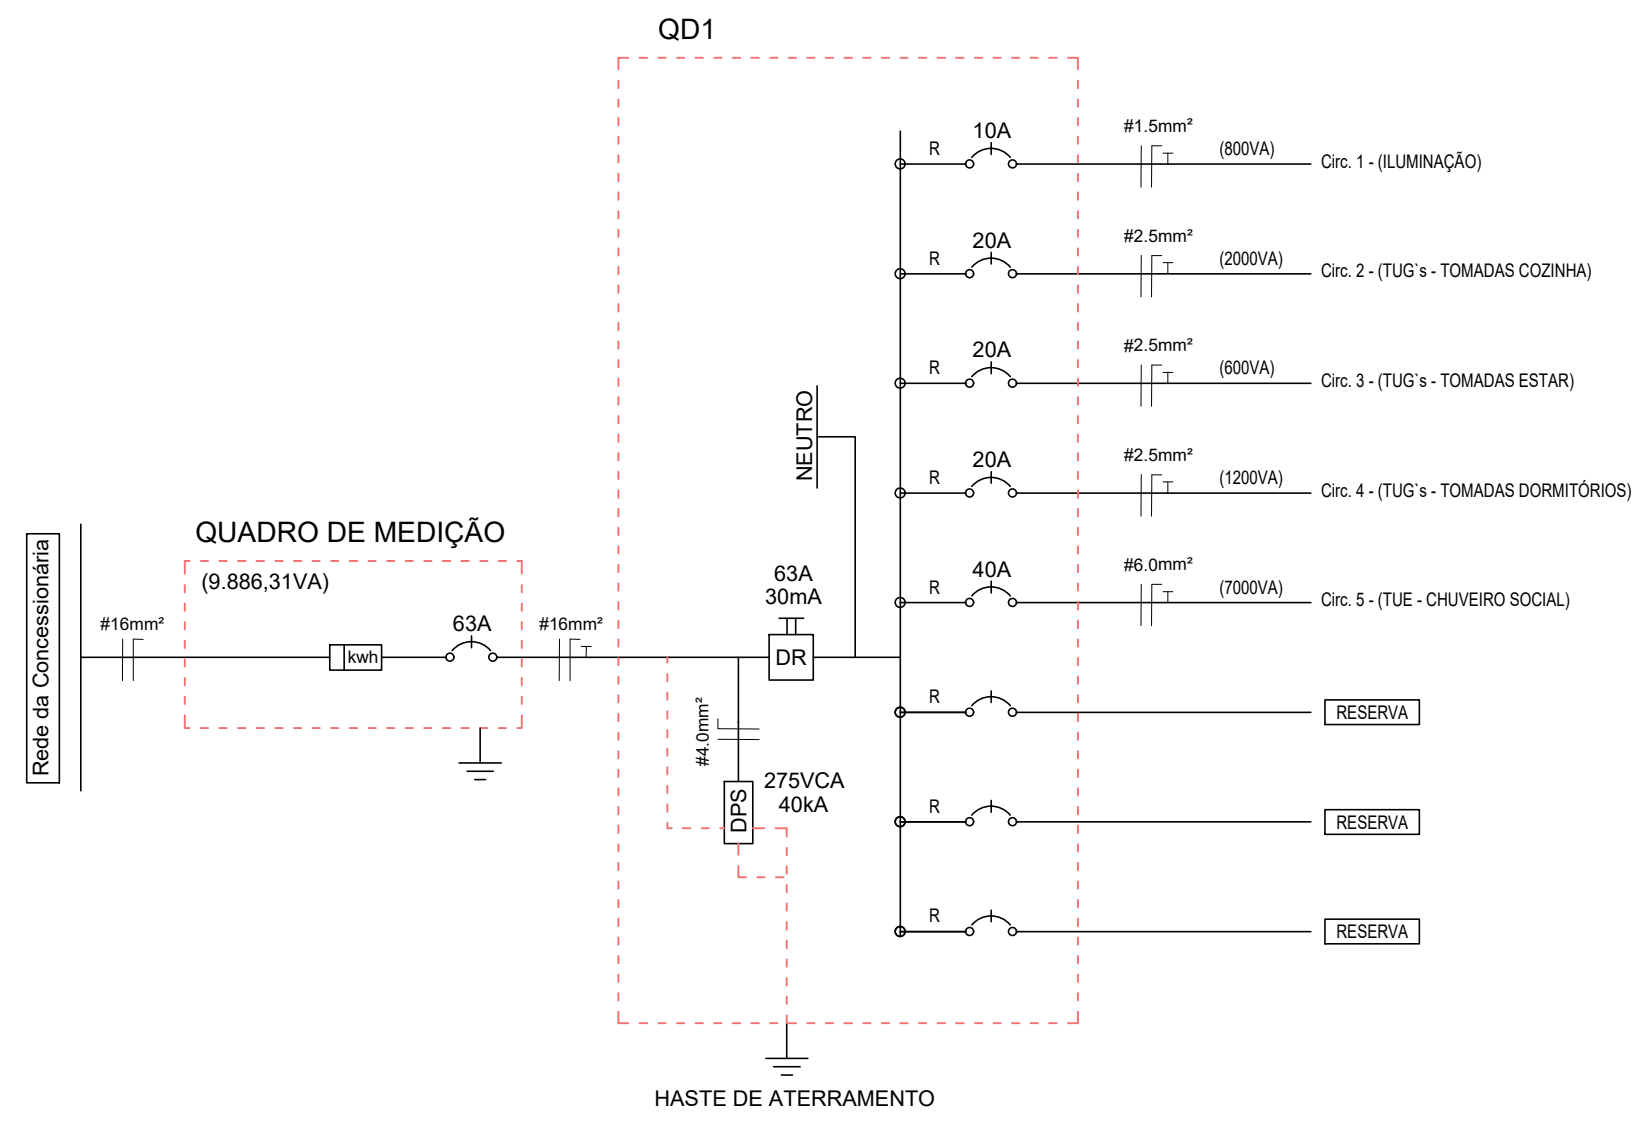 QD1
10A
#1.5mm²
R
(800VA)
Circ. 1 - (ILUMINAÇÃO)
20A
#2.5mm²
R
(2000VA)
Circ. 2 - (TUG`s - TOMADAS COZINHA)
20A
#2.5mm²
R
(600VA)
Circ. 3 - (TUG`s - TOMADAS ESTAR)
NEUTRO
20A
#2.5mm²
R
(1200VA)
Circ. 4 - (TUG`s - TOMADAS DORMITÓRIOS)
Rede da Concessionária
QUADRO DE MEDIÇÃO
(9.886,31VA)
#16mm²
kwh
63A
#16mm²
63A
30mA
DR
40A
#6.0mm²
R
(7000VA)
Circ. 5 - (TUE - CHUVEIRO SOCIAL)
#4.0mm²
DPS
275VCA
40kA
R
RESERVA
R
RESERVA
R
RESERVA
HASTE DE ATERRAMENTO